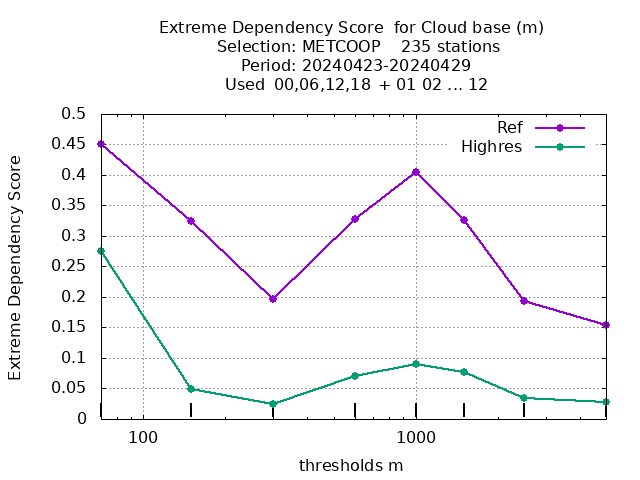 Extreme Dependency Score  for Cloud base (m)
Selection: METCOOP    235 stations
Period: 20240423-20240429
Used  00,06,12,18 + 01 02 ... 12
Ref
Highres
Extreme Dependency Score
0.5
0.45
0.4
0.35
0.3
0.25
0.2
0.15
0.1
0.05
0
100
1000
thresholds m